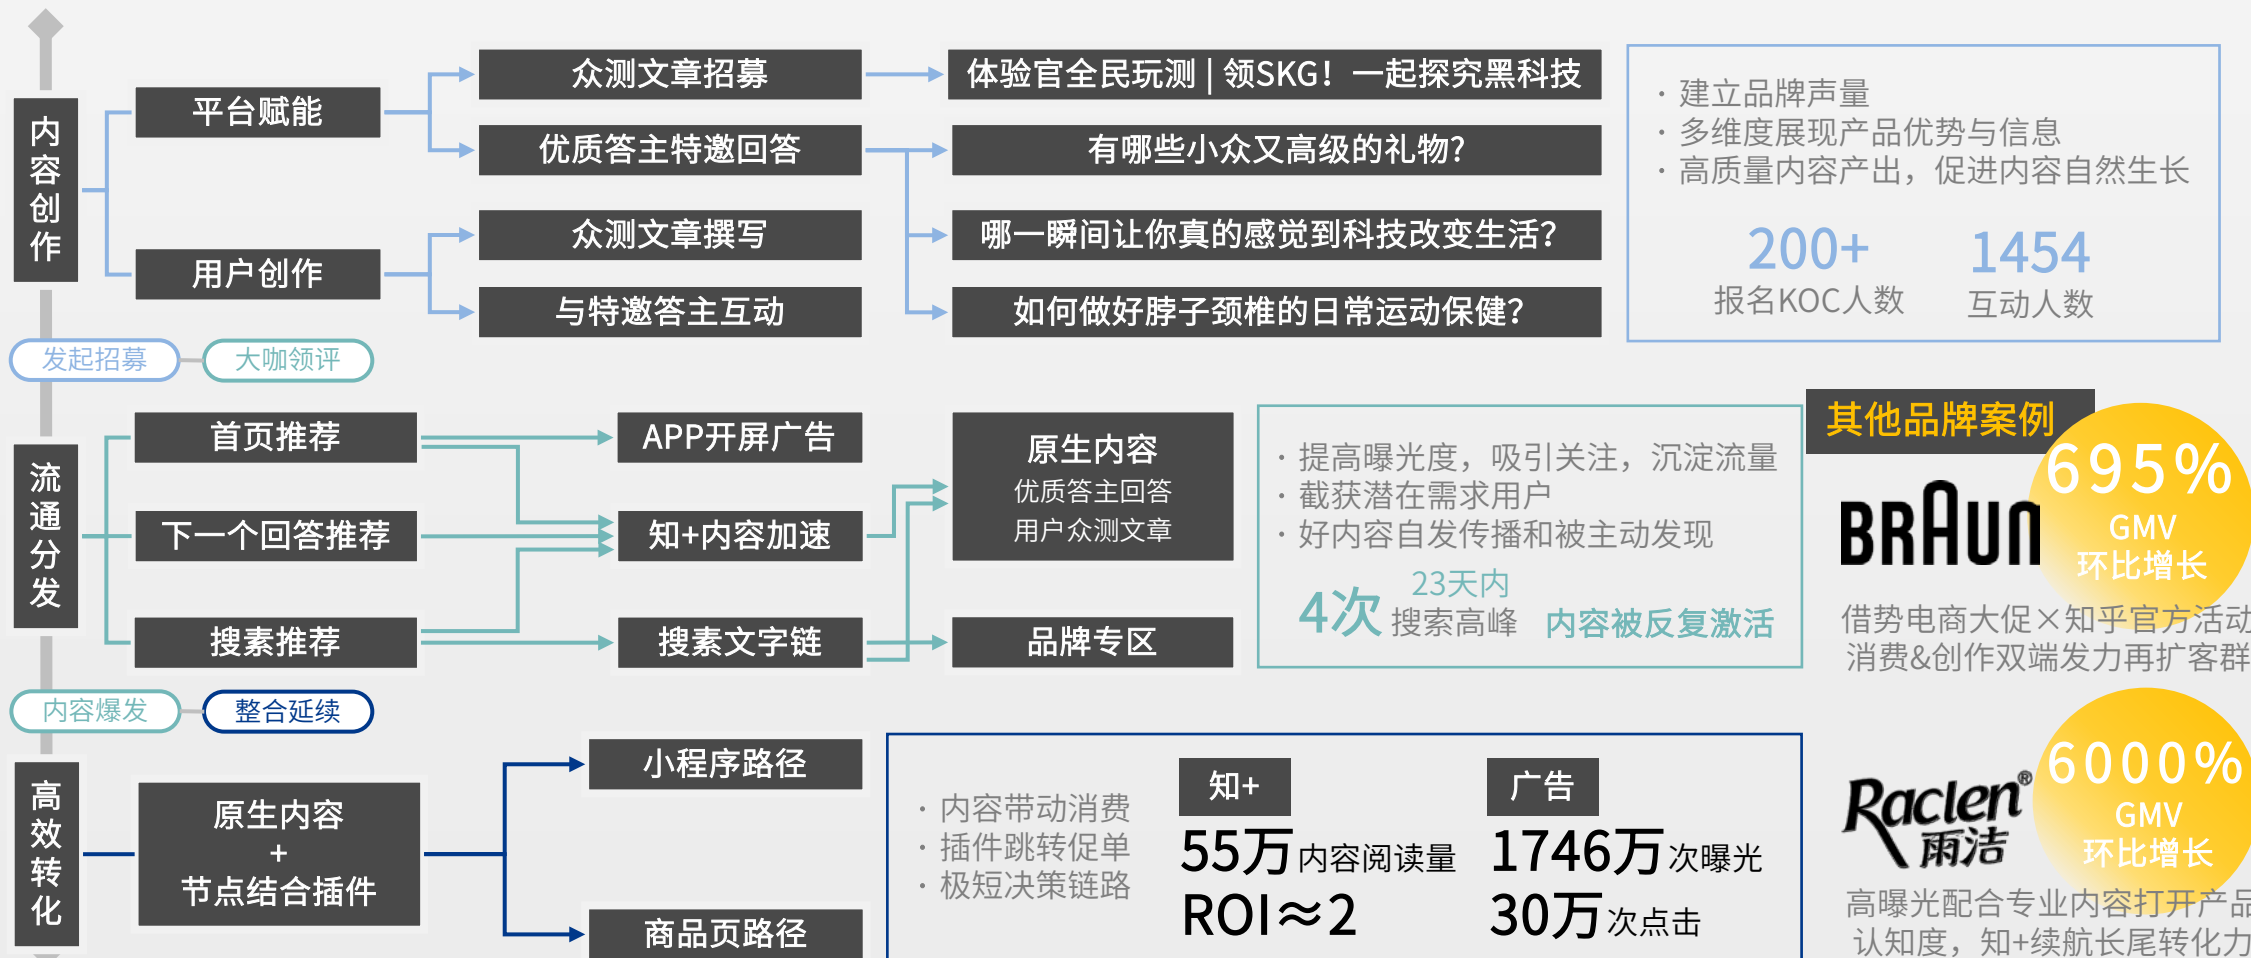 内容创作
平台赋能
用户创作
众测文章招募
优质答主特邀回答
众测文章撰写
与特邀答主互动
体验官全民玩测 | 领SKG！一起探究黑科技
有哪些小众又高级的礼物？
哪一瞬间让你真的感觉到科技改变生活？
如何做好脖子颈椎的日常运动保健？
· 建立品牌声量
· 多维度展现产品优势与信息
· 高质量内容产出，促进内容自然生长
200+
报名KOC人数
1454
互动人数
发起招募
大咖领评
流通分发
首页推荐
下一个回答推荐
搜素推荐
APP开屏广告
知+内容加速
搜素文字链
原生内容
优质答主回答
用户众测文章
品牌专区
· 提高曝光度，吸引关注，沉淀流量
· 截获潜在需求用户
· 好内容自发传播和被主动发现
4次
23天内
搜索高峰
内容被反复激活
其他品牌案例
BRAUN
695%
GMV
环比增长
借势电商大促×知乎官方活动
消费&创作双端发力再扩客群
内容爆发
整合延续
高效转化
原生内容
+
节点结合插件
小程序路径
商品页路径
· 内容带动消费
· 插件跳转促单
· 极短决策链路
知+
55万内容阅读量
ROI≈2
广告
1746万次曝光
30万次点击
Raclen®
雨洁
6000%
GMV
环比增长
高曝光配合专业内容打开产品
认知度，知+续航长尾转化力